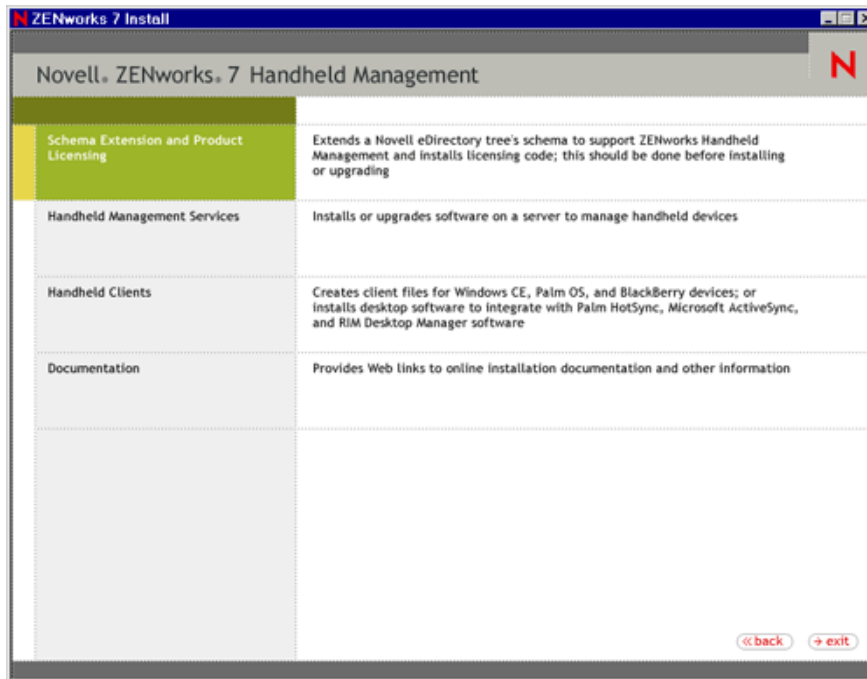 ZENworks 7 Install
Novell® ZENworks® 7 Handheld Management
N
Schema Extension and Product
Licensing
Extends a Novell eDirectory tree's schema to support ZENworks Handheld
Management and installs licensing code; this should be done before installing
or upgrading
Handheld Management Services
Installs or upgrades software on a server to manage handheld devices
Handheld Clients
Creates client files for Windows CE, Palm OS, and BlackBerry devices; or
installs desktop software to integrate with Palm HotSync, Microsoft ActiveSync,
and RIM Desktop Manager software
Documentation
Provides Web links to online installation documentation and other information
back
exit